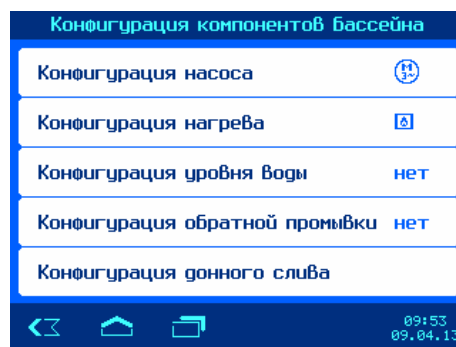 Конфигурация компонентов бассейна
Конфигурация насоса
M
3~
Конфигурация нагрева
Конфигурация уровня воды нет
Конфигурация обратной промывки нет
Конфигурация донного слива
09:53
09.04.13